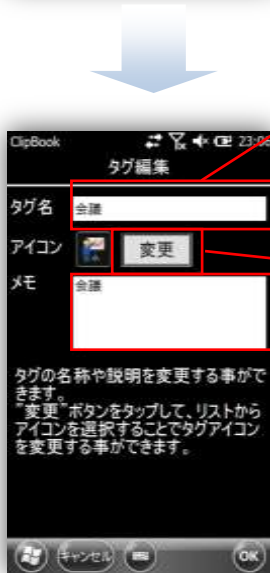 ClipBook 23:06
タグ編集
タグ名 会議
アイコン 変更
メモ 会議
タグの名称や説明を変更する事がで
きます。
"変更"ボタンをタップして、リストから
アイコンを選択することでタグアイコン
を変更する事ができます。
キャンセル OK